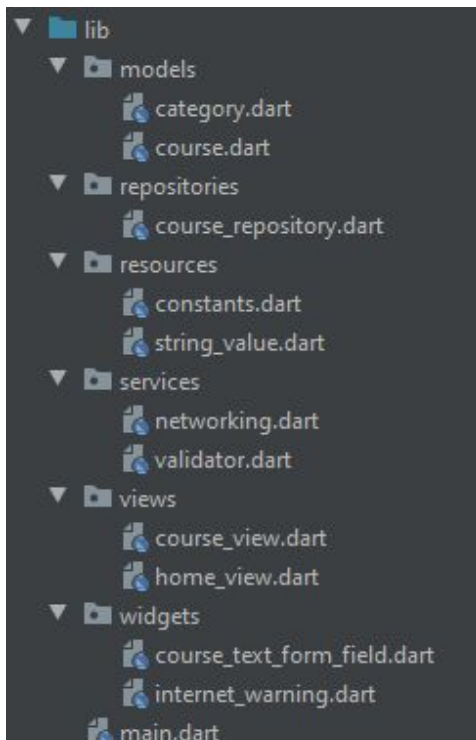 lib
models
category.dart
course.dart
repositories
course_repository.dart
resources
constants.dart
string_value.dart
services
networking.dart
validator.dart
views
course_view.dart
home_view.dart
widgets
course_text_form_field.dart
internet_warning.dart
main.dart